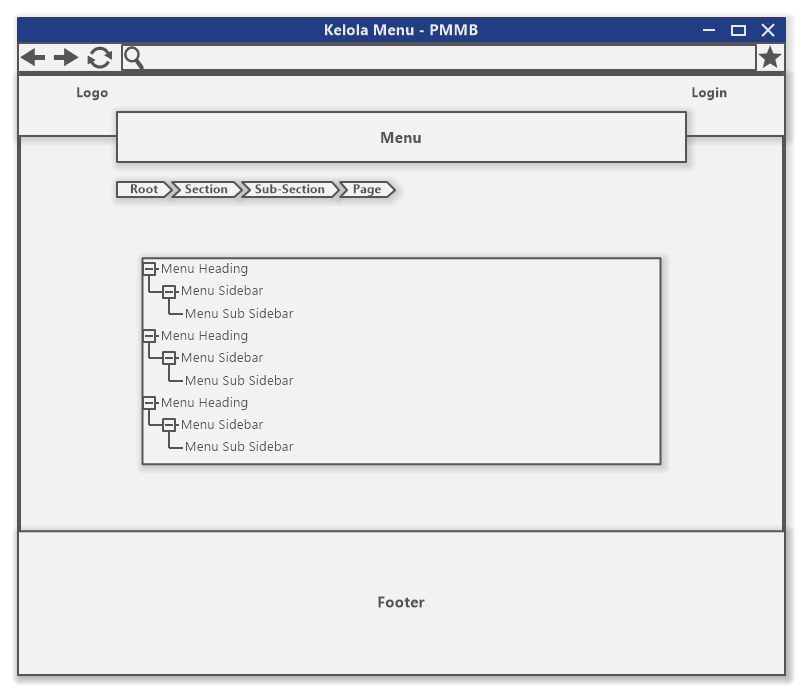 Kelola Menu - PMMB
Logo
Login
Menu
Root Section Sub-Section Page
Menu Heading
Menu Sidebar
Menu Sub Sidebar
Menu Heading
Menu Sidebar
Menu Sub Sidebar
Menu Heading
Menu Sidebar
Menu Sub Sidebar
Footer